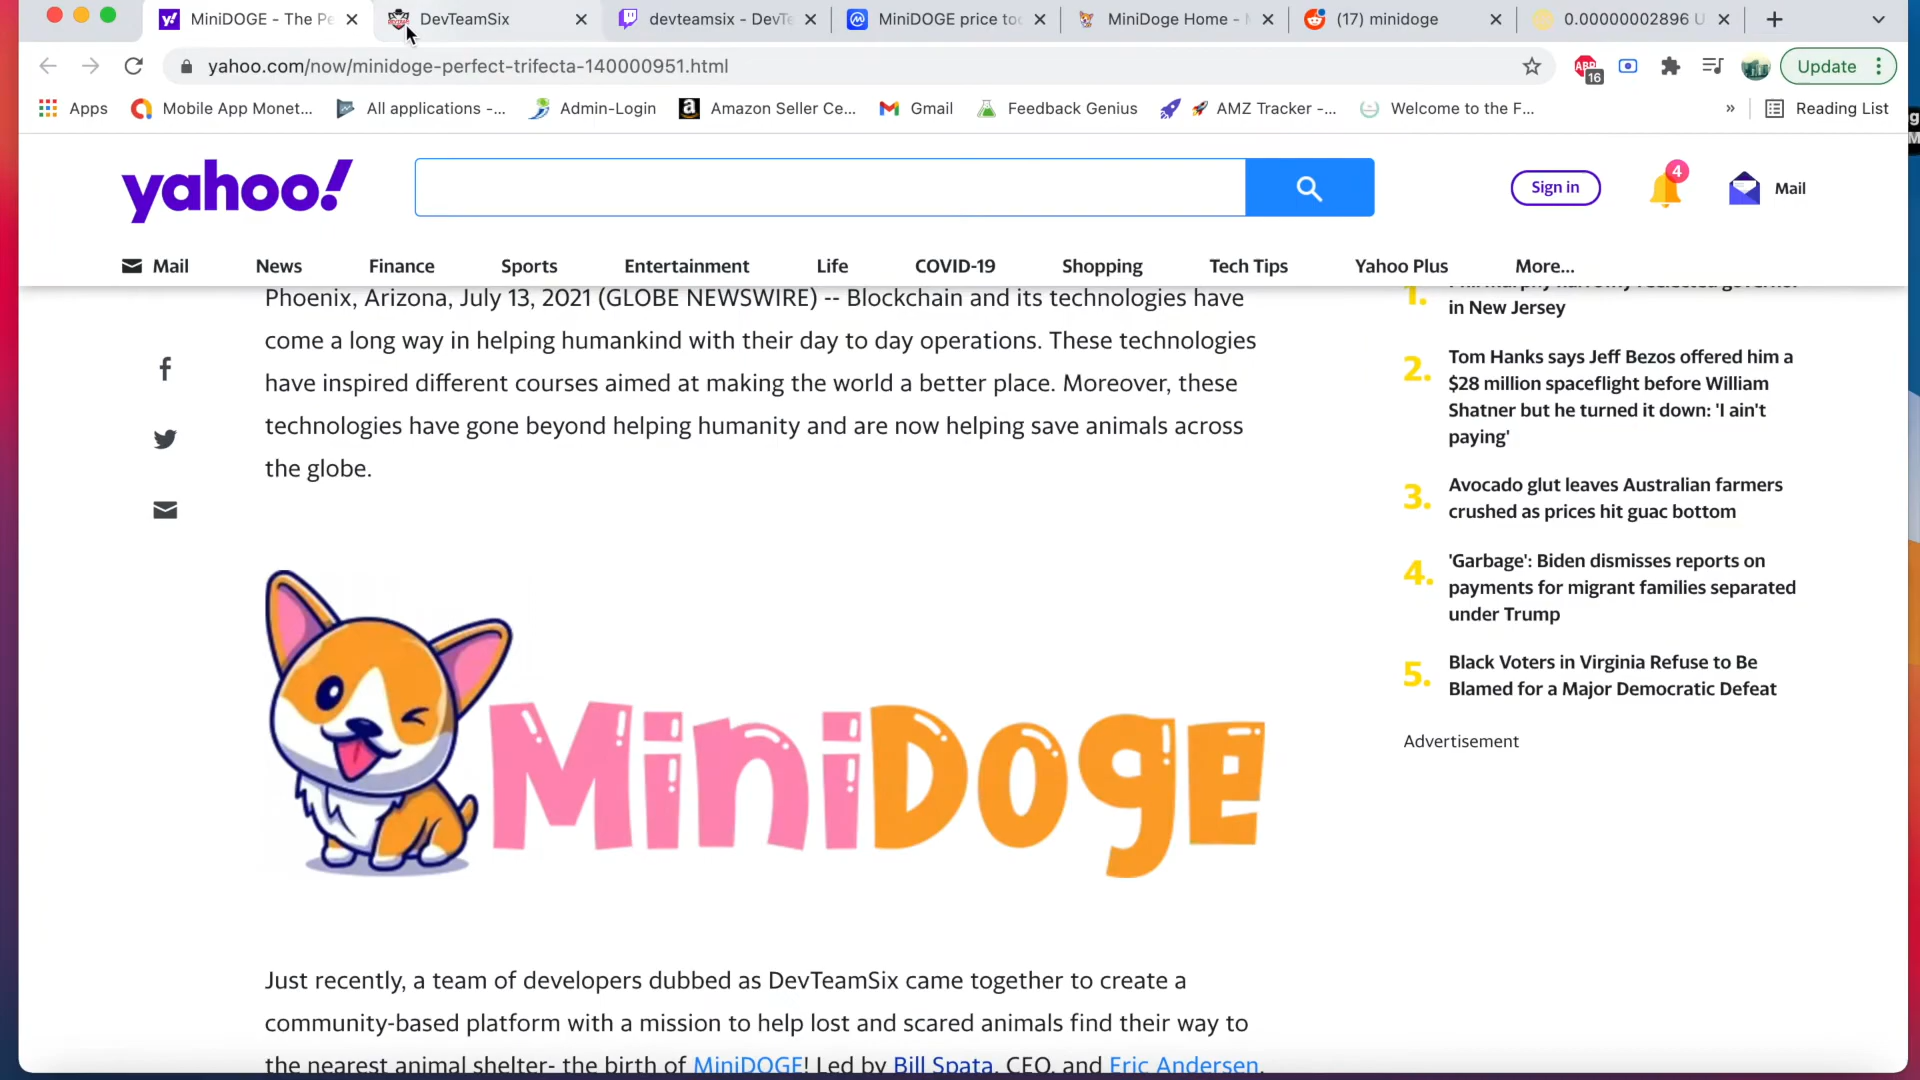 MiniDOGE - The Pe
DevTeamSix
devteamsix - DevTe
MiniDOGE price too
MiniDoge Home -
(17) minidoge
0.00000002896 U
yahoo.com/now/minidoge-perfect-trifecta-140000951.html
ABP
16
Update
Apps
Mobile App Monet...
All applications -...
Admin-Login
Amazon Seller Ce...
Gmail
Feedback Genius
AMZ Tracker -...
Welcome to the F...
»
Reading List
yahoo!
Sign in
4
Mail
Mail
News
Finance
Sports
Entertainment
Life
COVID-19
Shopping
Tech Tips
Yahoo Plus
More...
Phoenix, Arizona, July 13, 2021 (GLOBE NEWSWIRE) -- Blockchain and its technologies have
come a long way in helping humankind with their day to day operations. These technologies
have inspired different courses aimed at making the world a better place. Moreover, these
technologies have gone beyond helping humanity and are now helping save animals across
the globe.
MiniDoge
Just recently, a team of developers dubbed as DevTeamSix came together to create a
community-based platform with a mission to help lost and scared animals find their way to
the nearest animal shelter- the birth of MiniDOGE! Led by Bill Spata, CEO, and Eric Andersen,
1.
in New Jersey
2. Tom Hanks says Jeff Bezos offered him a
$28 million spaceflight before William
Shatner but he turned it down: 'I ain't
paying'
3. Avocado glut leaves Australian farmers
crushed as prices hit guac bottom
4. 'Garbage': Biden dismisses reports on
payments for migrant families separated
under Trump
5. Black Voters in Virginia Refuse to Be
Blamed for a Major Democratic Defeat
Advertisement